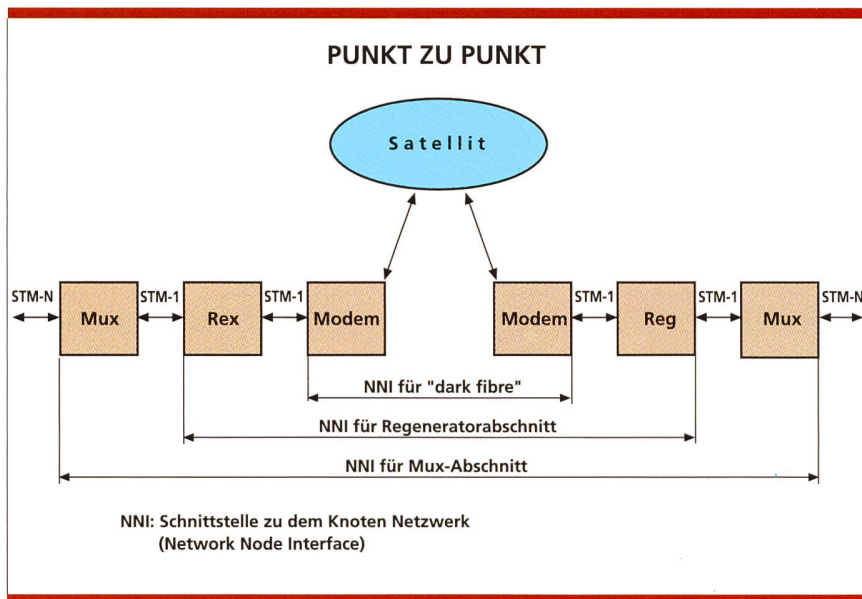 PUNKT ZU PUNKT
Satellit
STM-N
Mux
STM-1
Rex
STM-1
Modem
Modem
STM-1
Reg
STM-1
Mux
STM-N
NNI für "dark fibre"
NNI für Regeneratorabschnitt
NNI für Mux-Abschnitt
NNI: Schnittstelle zu dem Knoten Netzwerk
(Network Node Interface)